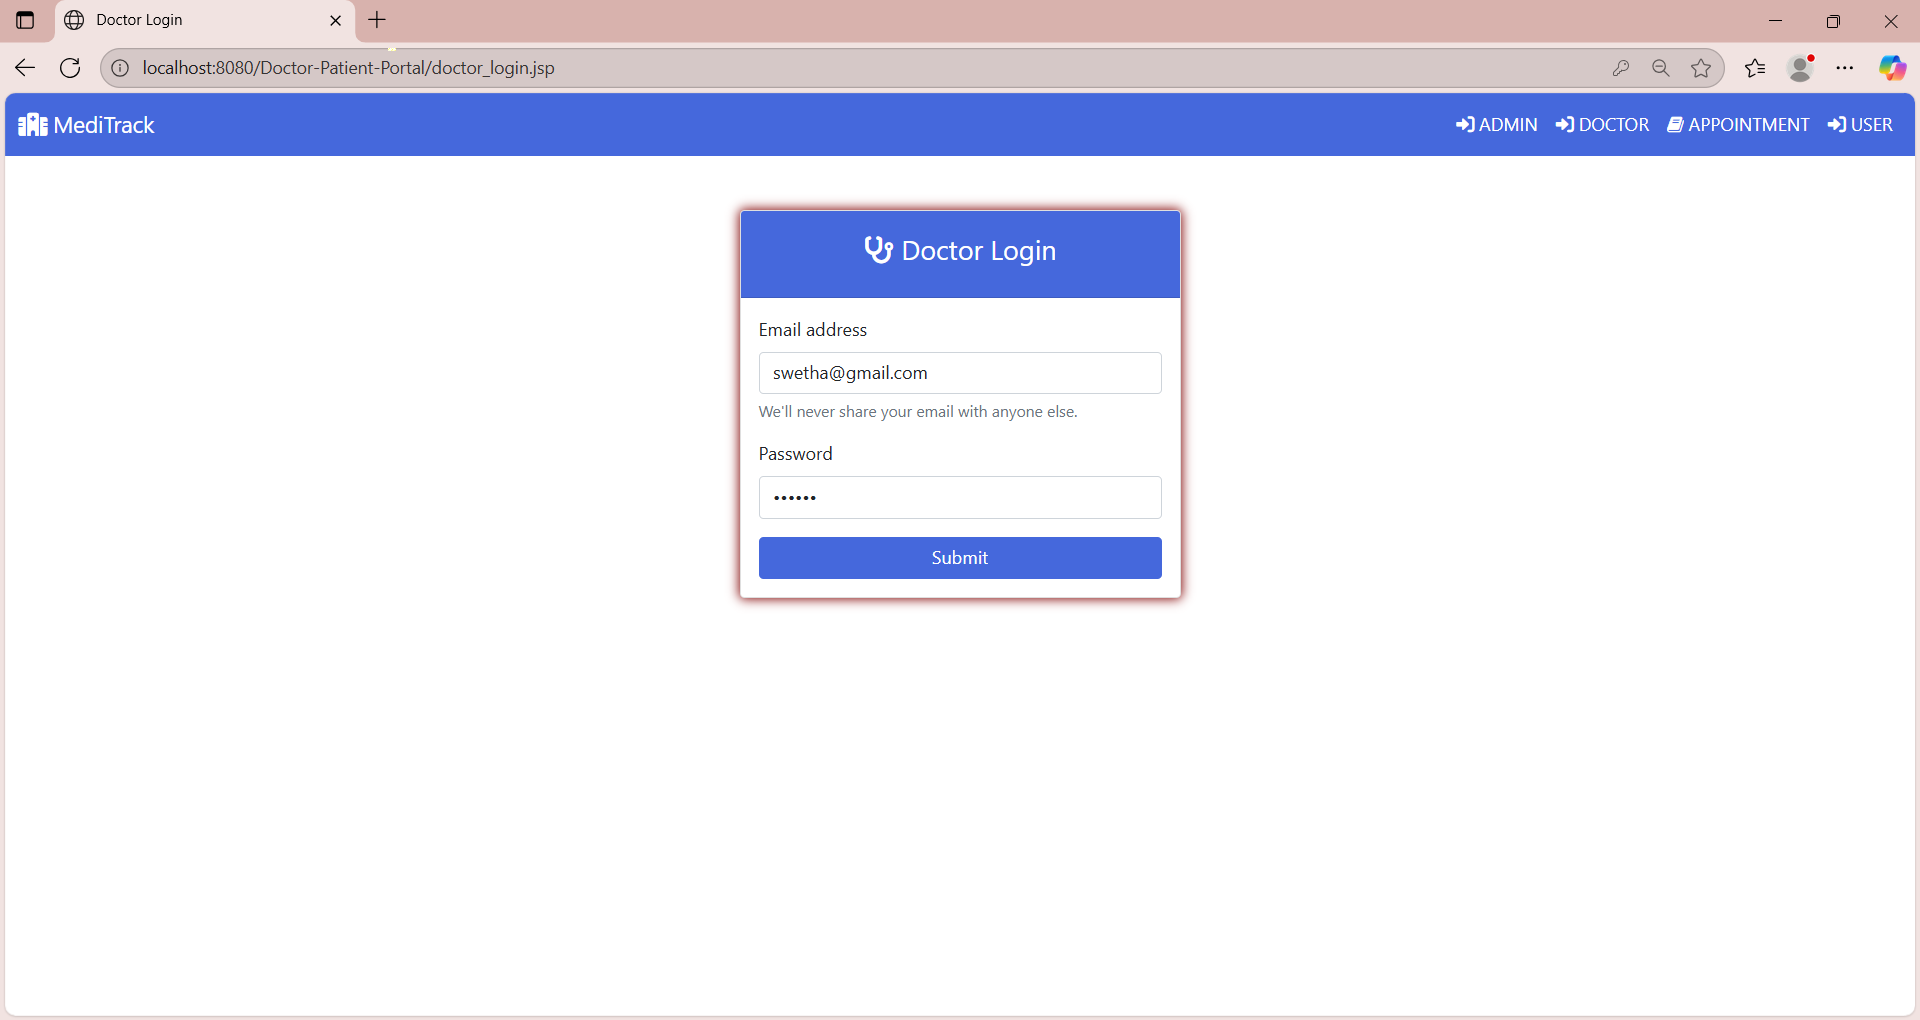 Doctor Login
localhost:8080/Doctor-Patient-Portal/doctor_login.jsp
MediTrack
ADMIN DOCTOR APPOINTMENT USER
Doctor Login
Email address
swetha@gmail.com
We'll never share your email with anyone else.
Password
••••••
Submit